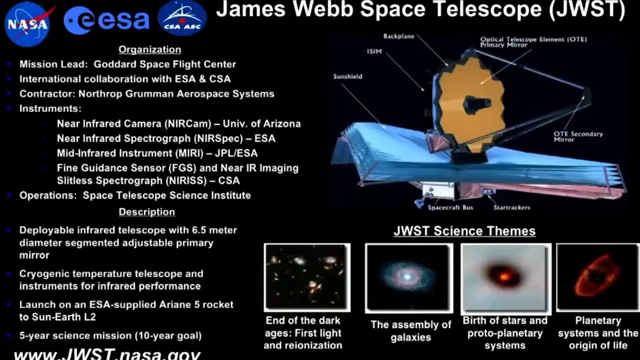 NASA
esa
CSA ASC
James Webb Space Telescope (JWST)
Organization
Mission Lead: Goddard Space Flight Center
International collaboration with ESA & CSA
Contractor: Northrop Grumman Aerospace Systems
Instruments:
Near Infrared Camera (NIRCam) – Univ. of Arizona
Near Infrared Spectrograph (NIRSpec) – ESA
Mid-Infrared Instrument (MIRI) – JPL/ESA
Fine Guidance Sensor (FGS) and Near IR Imaging
Slitless Spectrograph (NIRISS) – CSA
Operations: Space Telescope Science Institute
Description
Deployable infrared telescope with 6.5 meter
diameter segmented adjustable primary
mirror
Cryogenic temperature telescope and
instruments for infrared performance
Launch on an ESA-supplied Ariane 5 rocket
to Sun-Earth L2
5-year science mission (10-year goal)
www.JWST.nasa.gov
Backplane
Optical Telescope Element (OTE)
Primary Mirror
ISIM
Sunshield
OTE Secondary
Mirror
Spacecraft Bus
Startrackers
JWST Science Themes
End of the dark
ages: First light
and reionization
The assembly of
galaxies
Birth of stars and
proto-planetary
systems
Planetary
systems and the
origin of life